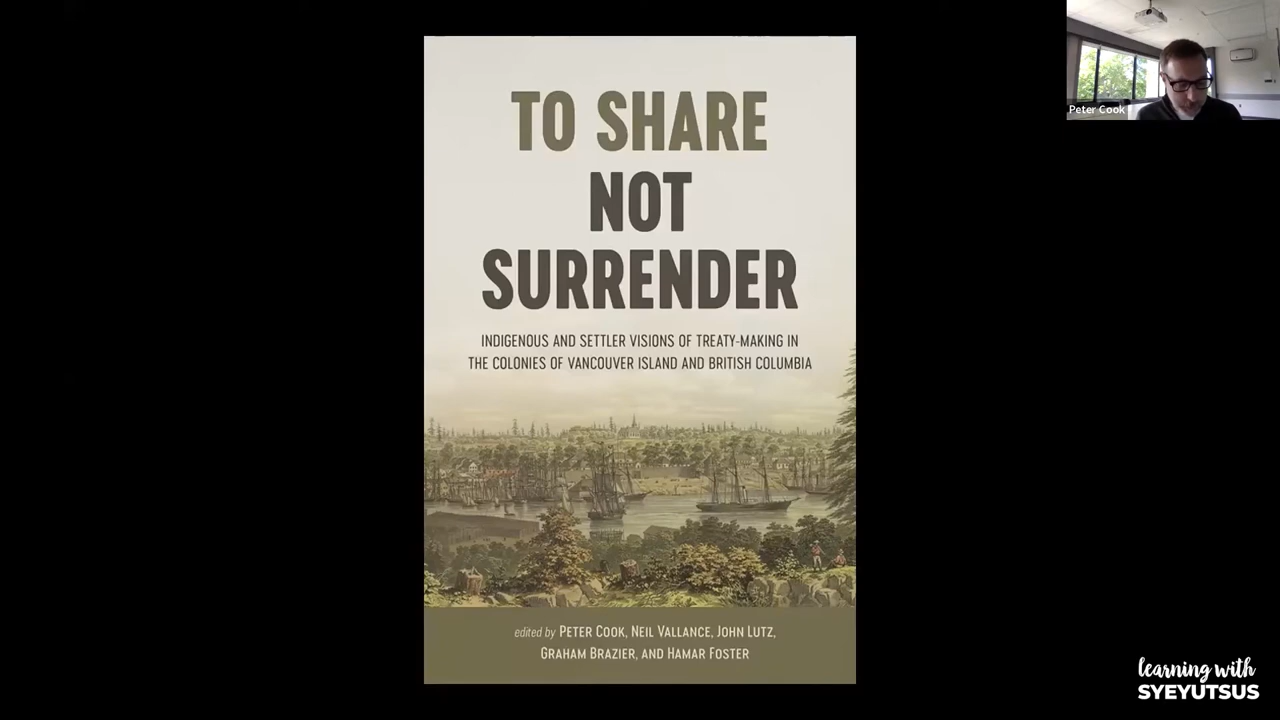 TO SHARE
NOT
SURRENDER
INDIGENOUS AND SETTLER VISIONS OF TREATY-MAKING IN
THE COLONIES OF VANCOUVER ISLAND AND BRITISH COLUMBIA
edited by PETER COOK, NEIL VALLANCE, JOHN LUTZ,
GRAHAM BRAZIER, AND HAMAR FOSTER
Peter Cook
learning with
SYEYUTSUS